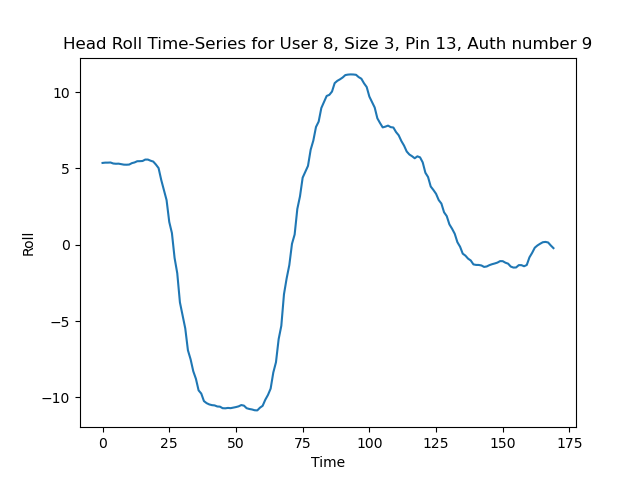 Head Roll Time-Series for User 8, Size 3, Pin 13, Auth number 9
10
5
0
−5
−10
Roll
0 25 50 75 100 125 150 175
Time